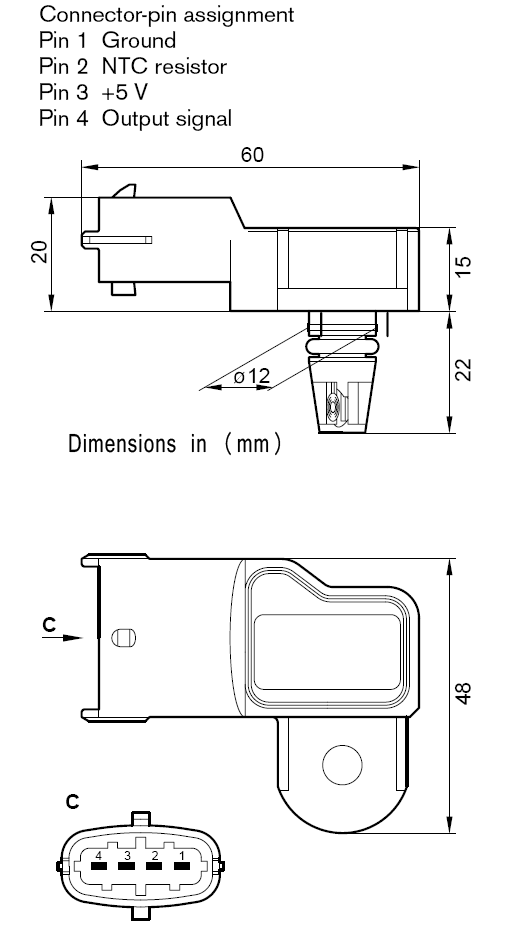 Connector-pin assignment
Pin 1 Ground
Pin 2 NTC resistor
Pin 3 +5 V
Pin 4 Output signal
60
20
15
ø12
22
Dimensions in (mm)
C
48
C
4 3 2 1